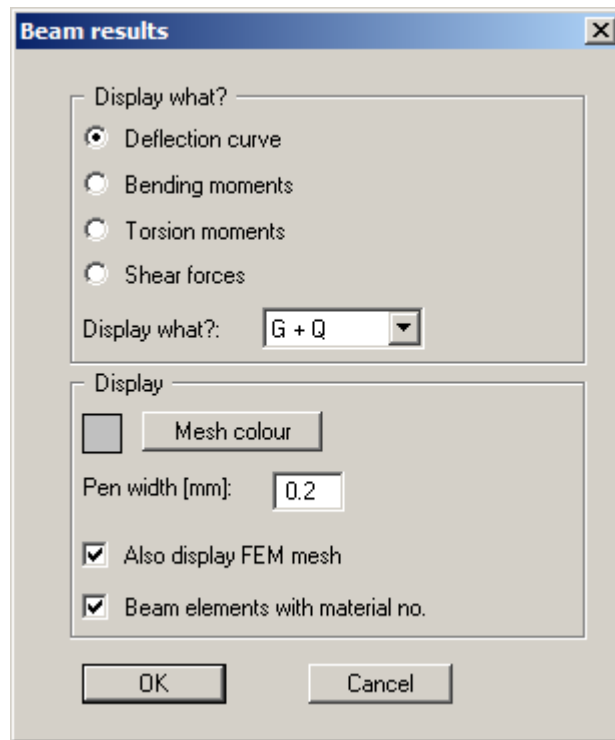 Beam results
Display what?
Deflection curve
Bending moments
Torsion moments
Shear forces
Display what?: G + Q
Display
Mesh colour
Pen width [mm]: 0.2
Also display FEM mesh
Beam elements with material no.
OK Cancel